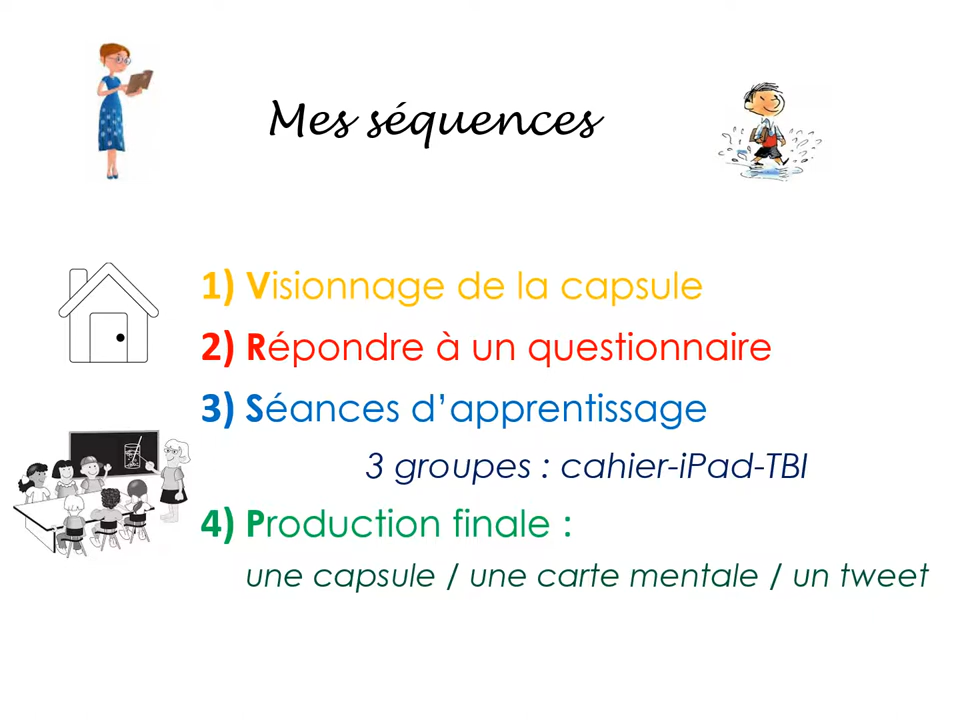 Mes séquences
1) Visionnage de la capsule
2) Répondre à un questionnaire
3) Séances d’apprentissage
3 groupes : cahier-iPad-TBI
4) Production finale :
une capsule / une carte mentale / un tweet